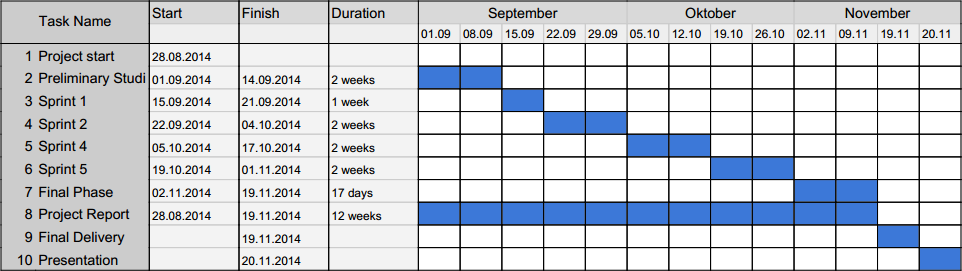 Task Name Start Finish Duration September Oktober November
01.09 08.09 15.09 22.09 29.09 05.10 12.10 19.10 26.10 02.11 09.11 19.11 20.11
1 Project start 28.08.2014
2 Preliminary Studi 01.09.2014 14.09.2014 2 weeks
3 Sprint 1 15.09.2014 21.09.2014 1 week
4 Sprint 2 22.09.2014 04.10.2014 2 weeks
5 Sprint 4 05.10.2014 17.10.2014 2 weeks
6 Sprint 5 19.10.2014 01.11.2014 2 weeks
7 Final Phase 02.11.2014 19.11.2014 17 days
8 Project Report 28.08.2014 19.11.2014 12 weeks
9 Final Delivery 19.11.2014
10 Presentation 20.11.2014